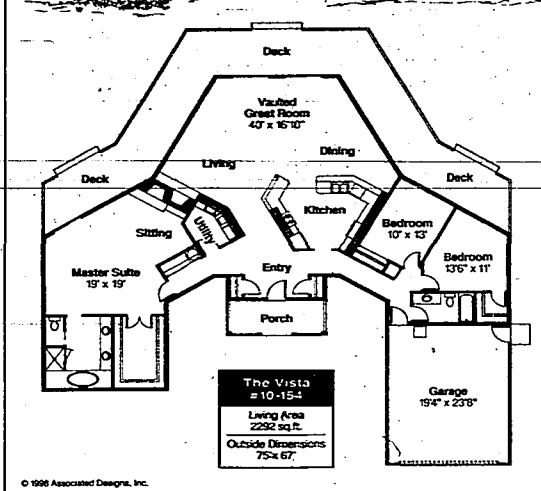 Deck
Vaulted
Great Room
40' x 16'10"
Dining
Living
Deck
Deck
Kitchen
Bedroom
10' x 13'
Sitting
Utility
Bedroom
13'6" x 11'
Master Suite
19' x 19'
Entry
Porch
The Vista
#10-154
Living Area
2292 sq.ft.
Outside Dimensions
75' x 67'
Garage
19'4" x 23'8"
© 1998 Associated Designs, Inc.